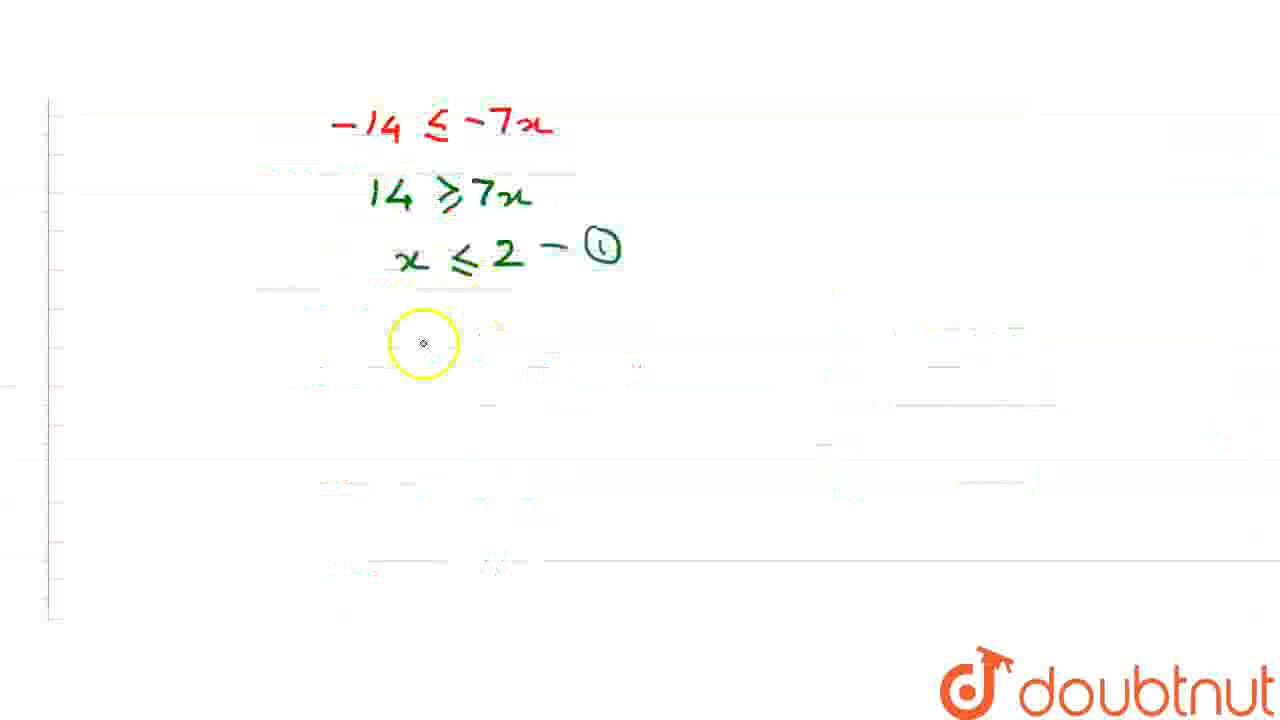 -14 ≤ -7x
14 ≥ 7x
x ≤ 2 - ①
doubtnut